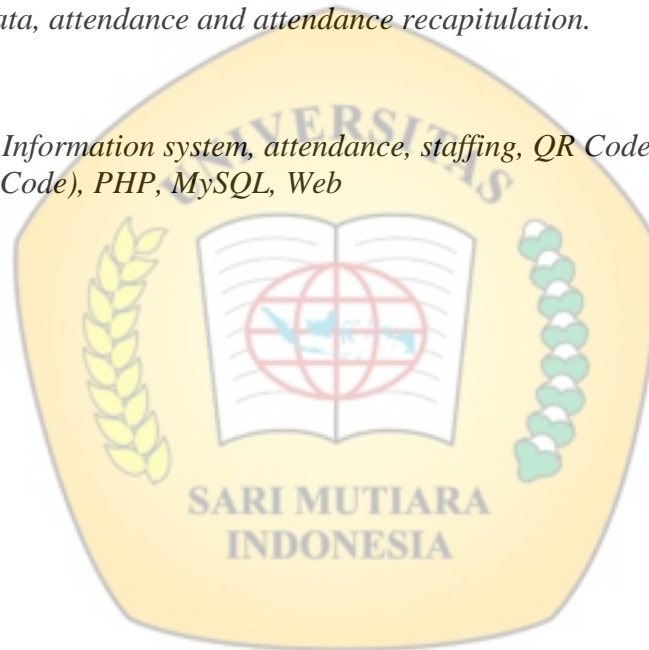 ata, attendance and attendance recapitulation.
Information system, attendance, staffing, QR Code
Code), PHP, MySQL, Web
UNIVERSITAS
SARI MUTIARA
INDONESIA